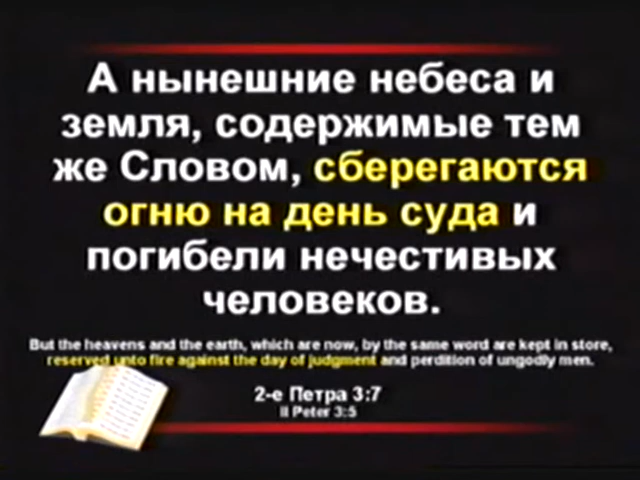 А нынешние небеса и
земля, содержимые тем
же Словом, сберегаются
огню на день суда и
погибели нечестивых
человеков.
But the heavens and the earth, which are now, by the same word are kept in store,
reserved unto fire against the day of judgment and perdition of ungodly men.
2-е Петра 3:7
II Peter 3:5